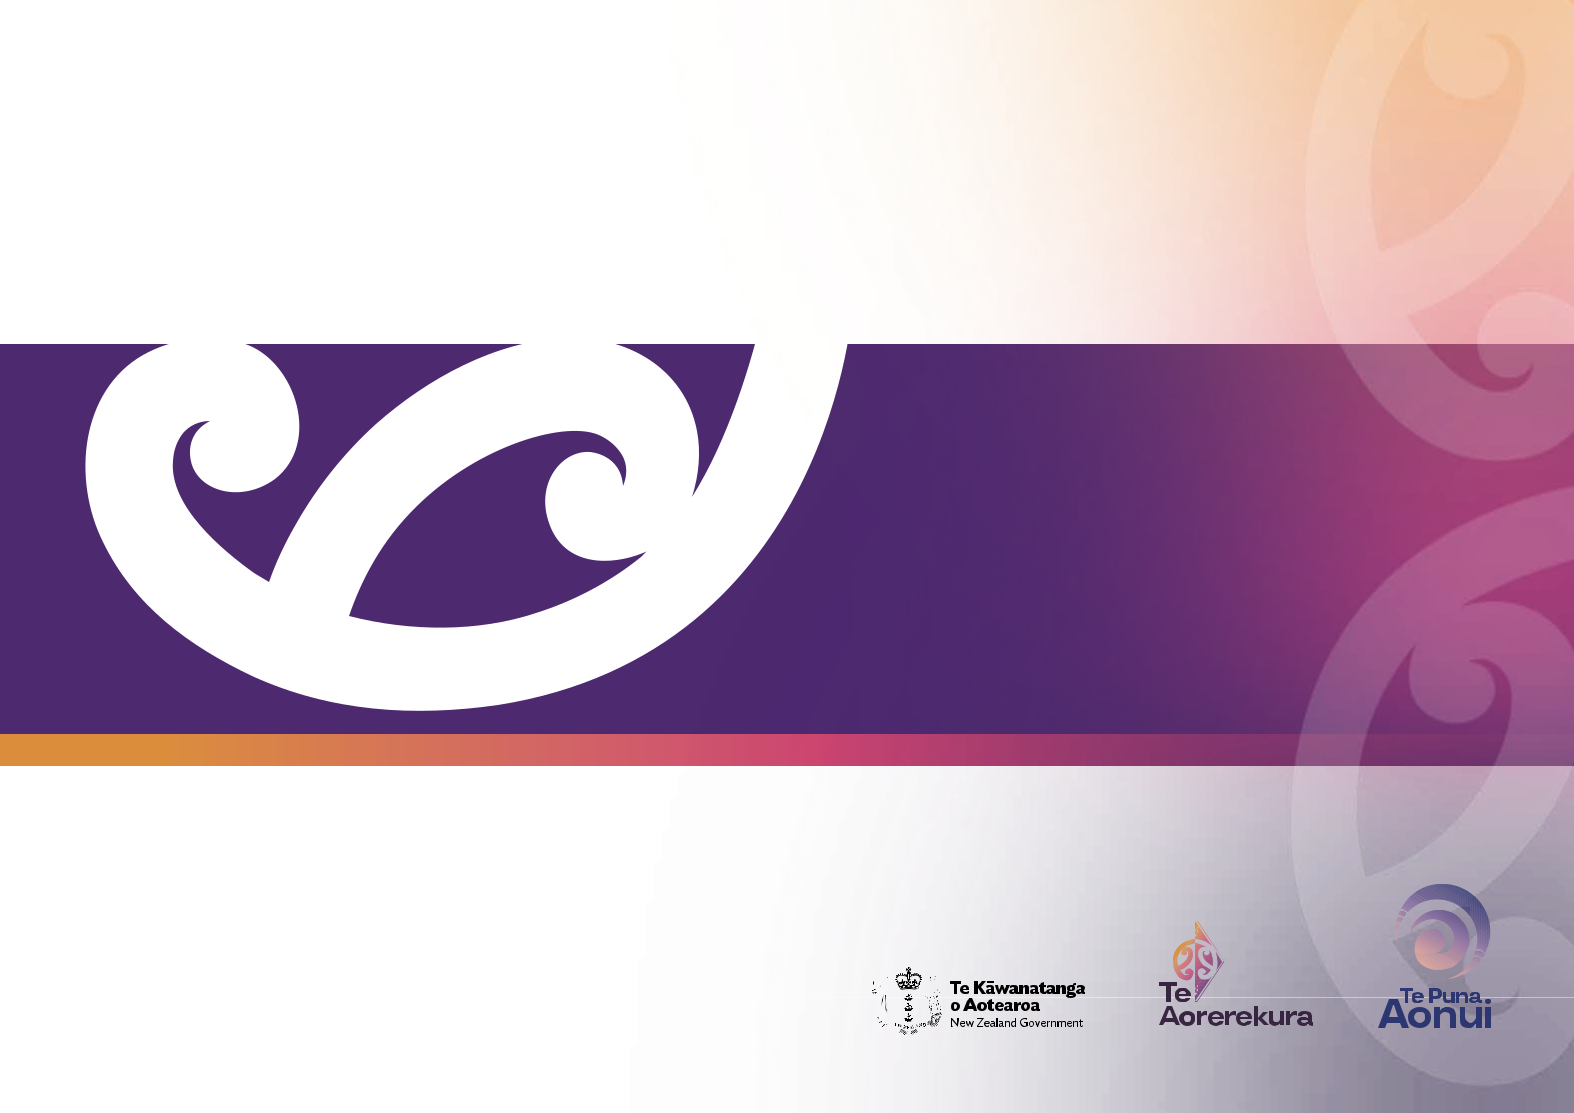 Te Kāwanatanga
o Aotearoa
New Zealand Government
Te
Aorerekura
Te Puna
Aonui